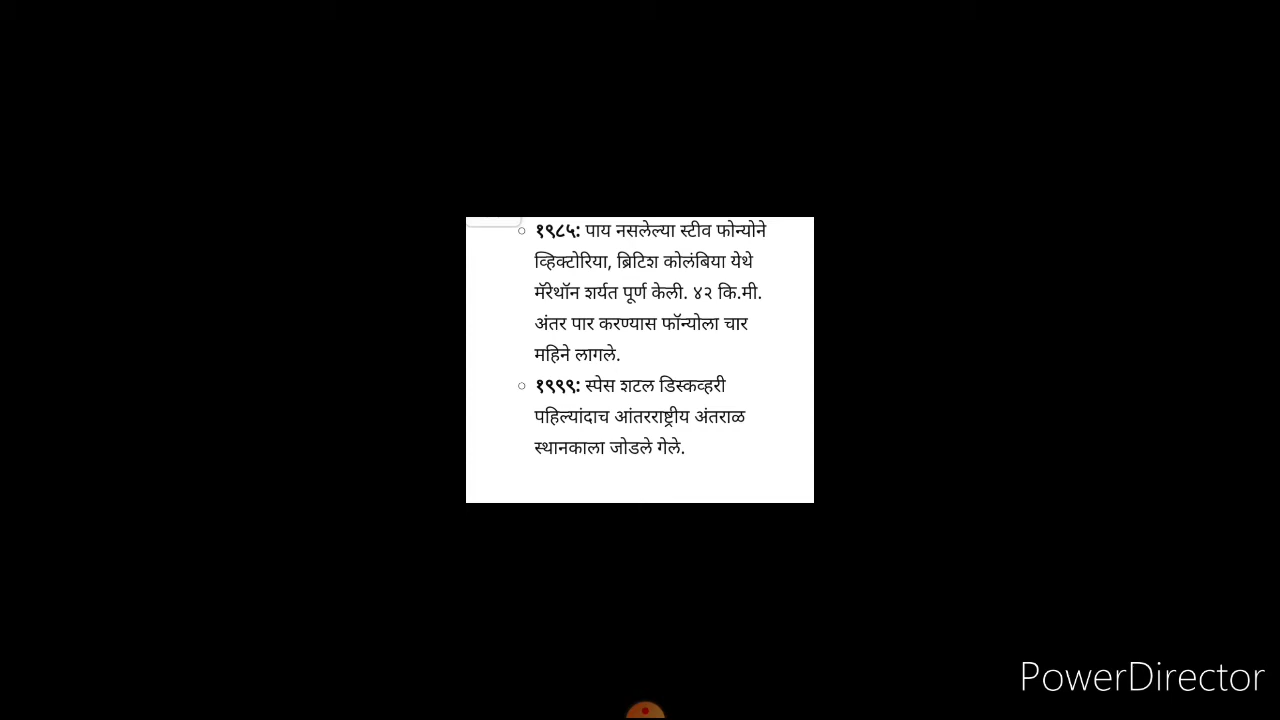 १९८५: पाय नसलेल्या स्टीव फोन्योने
व्हिक्टोरिया, ब्रिटिश कोलंबिया येथे
मॅरेथॉन शर्यत पूर्ण केली. ४२ कि.मी.
अंतर पार करण्यास फॉन्योला चार
महिने लागले.
१९९९: स्पेस शटल डिस्कव्हरी
पहिल्यांदाच आंतरराष्ट्रीय अंतराळ
स्थानकाला जोडले गेले.
PowerDirector